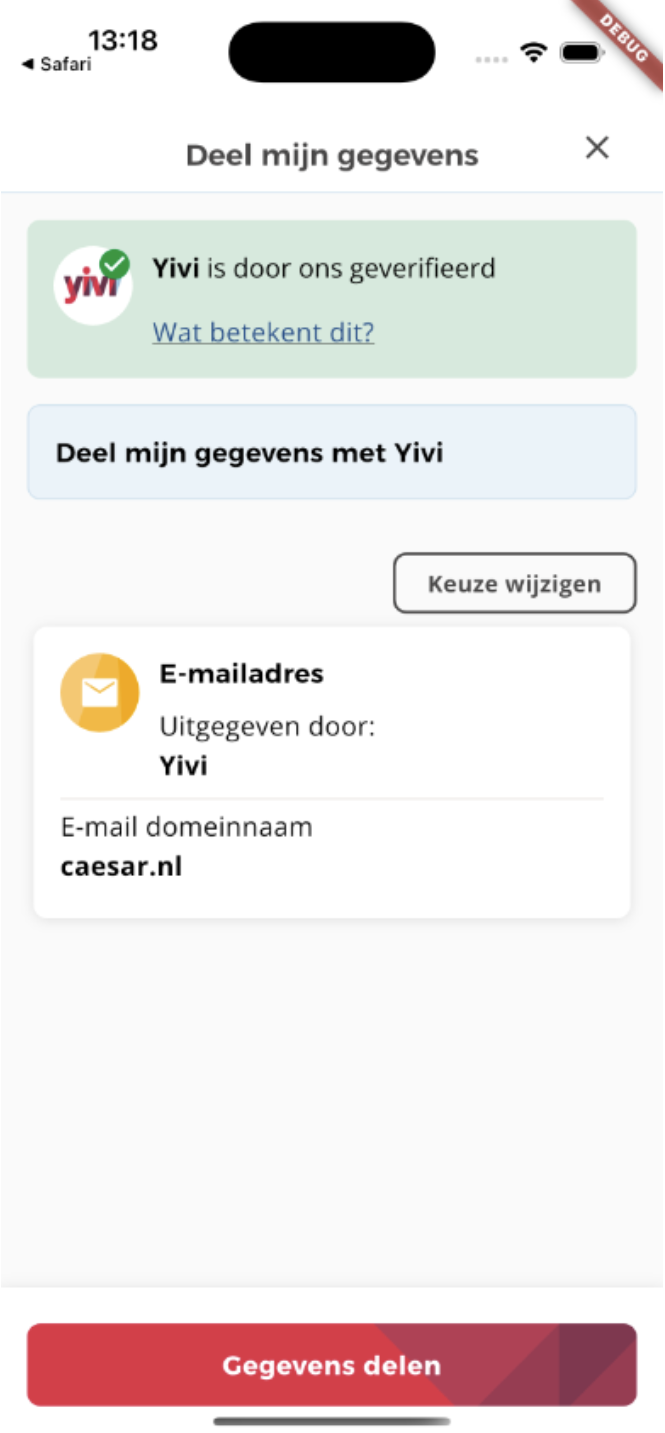 13:18
◀ Safari
DEBUG
Deel mijn gegevens
yivi
Yivi is door ons geverifieerd
Wat betekent dit?
Deel mijn gegevens met Yivi
Keuze wijzigen
E-mailadres
Uitgegeven door:
Yivi
E-mail domeinnaam
caesar.nl
Gegevens delen